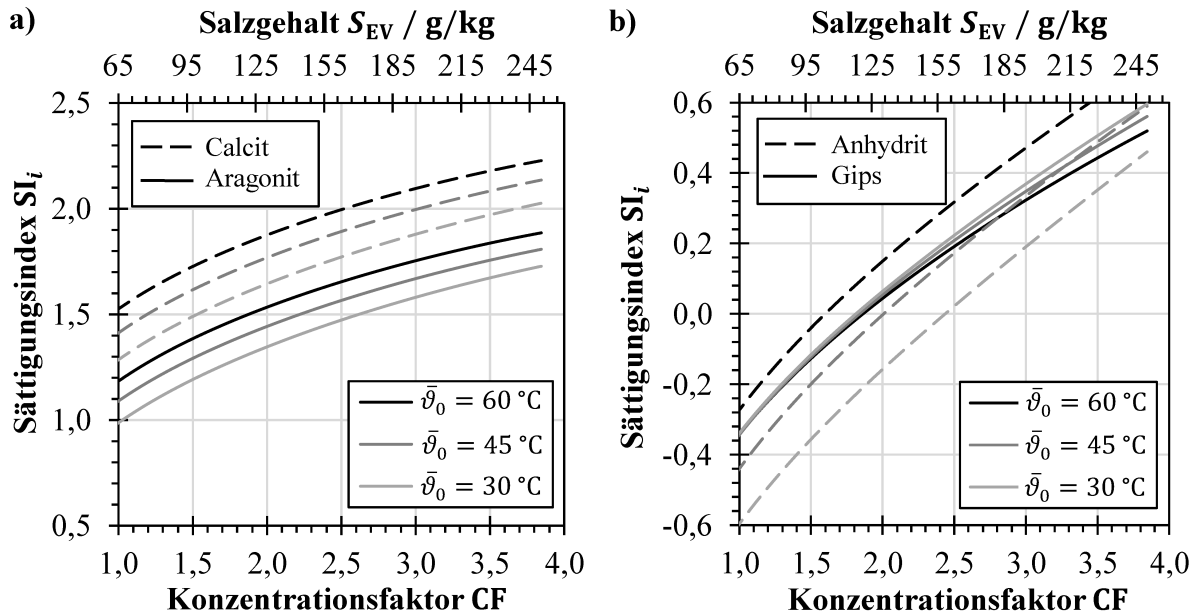 a)
Salzgehalt S_EV / g/kg
65 95 125 155 185 215 245
2,5
2,0
1,5
1,0
0,5
Sättigungsindex SI_i
Calcit
Aragonit
ϑ̄₀ = 60 °C
ϑ̄₀ = 45 °C
ϑ̄₀ = 30 °C
1,0 1,5 2,0 2,5 3,0 3,5 4,0
Konzentrationsfaktor CF
b)
Salzgehalt S_EV / g/kg
65 95 125 155 185 215 245
0,6
0,4
0,2
0,0
-0,2
-0,4
-0,6
Sättigungsindex SI_i
Anhydrit
Gips
ϑ̄₀ = 60 °C
ϑ̄₀ = 45 °C
ϑ̄₀ = 30 °C
1,0 1,5 2,0 2,5 3,0 3,5 4,0
Konzentrationsfaktor CF